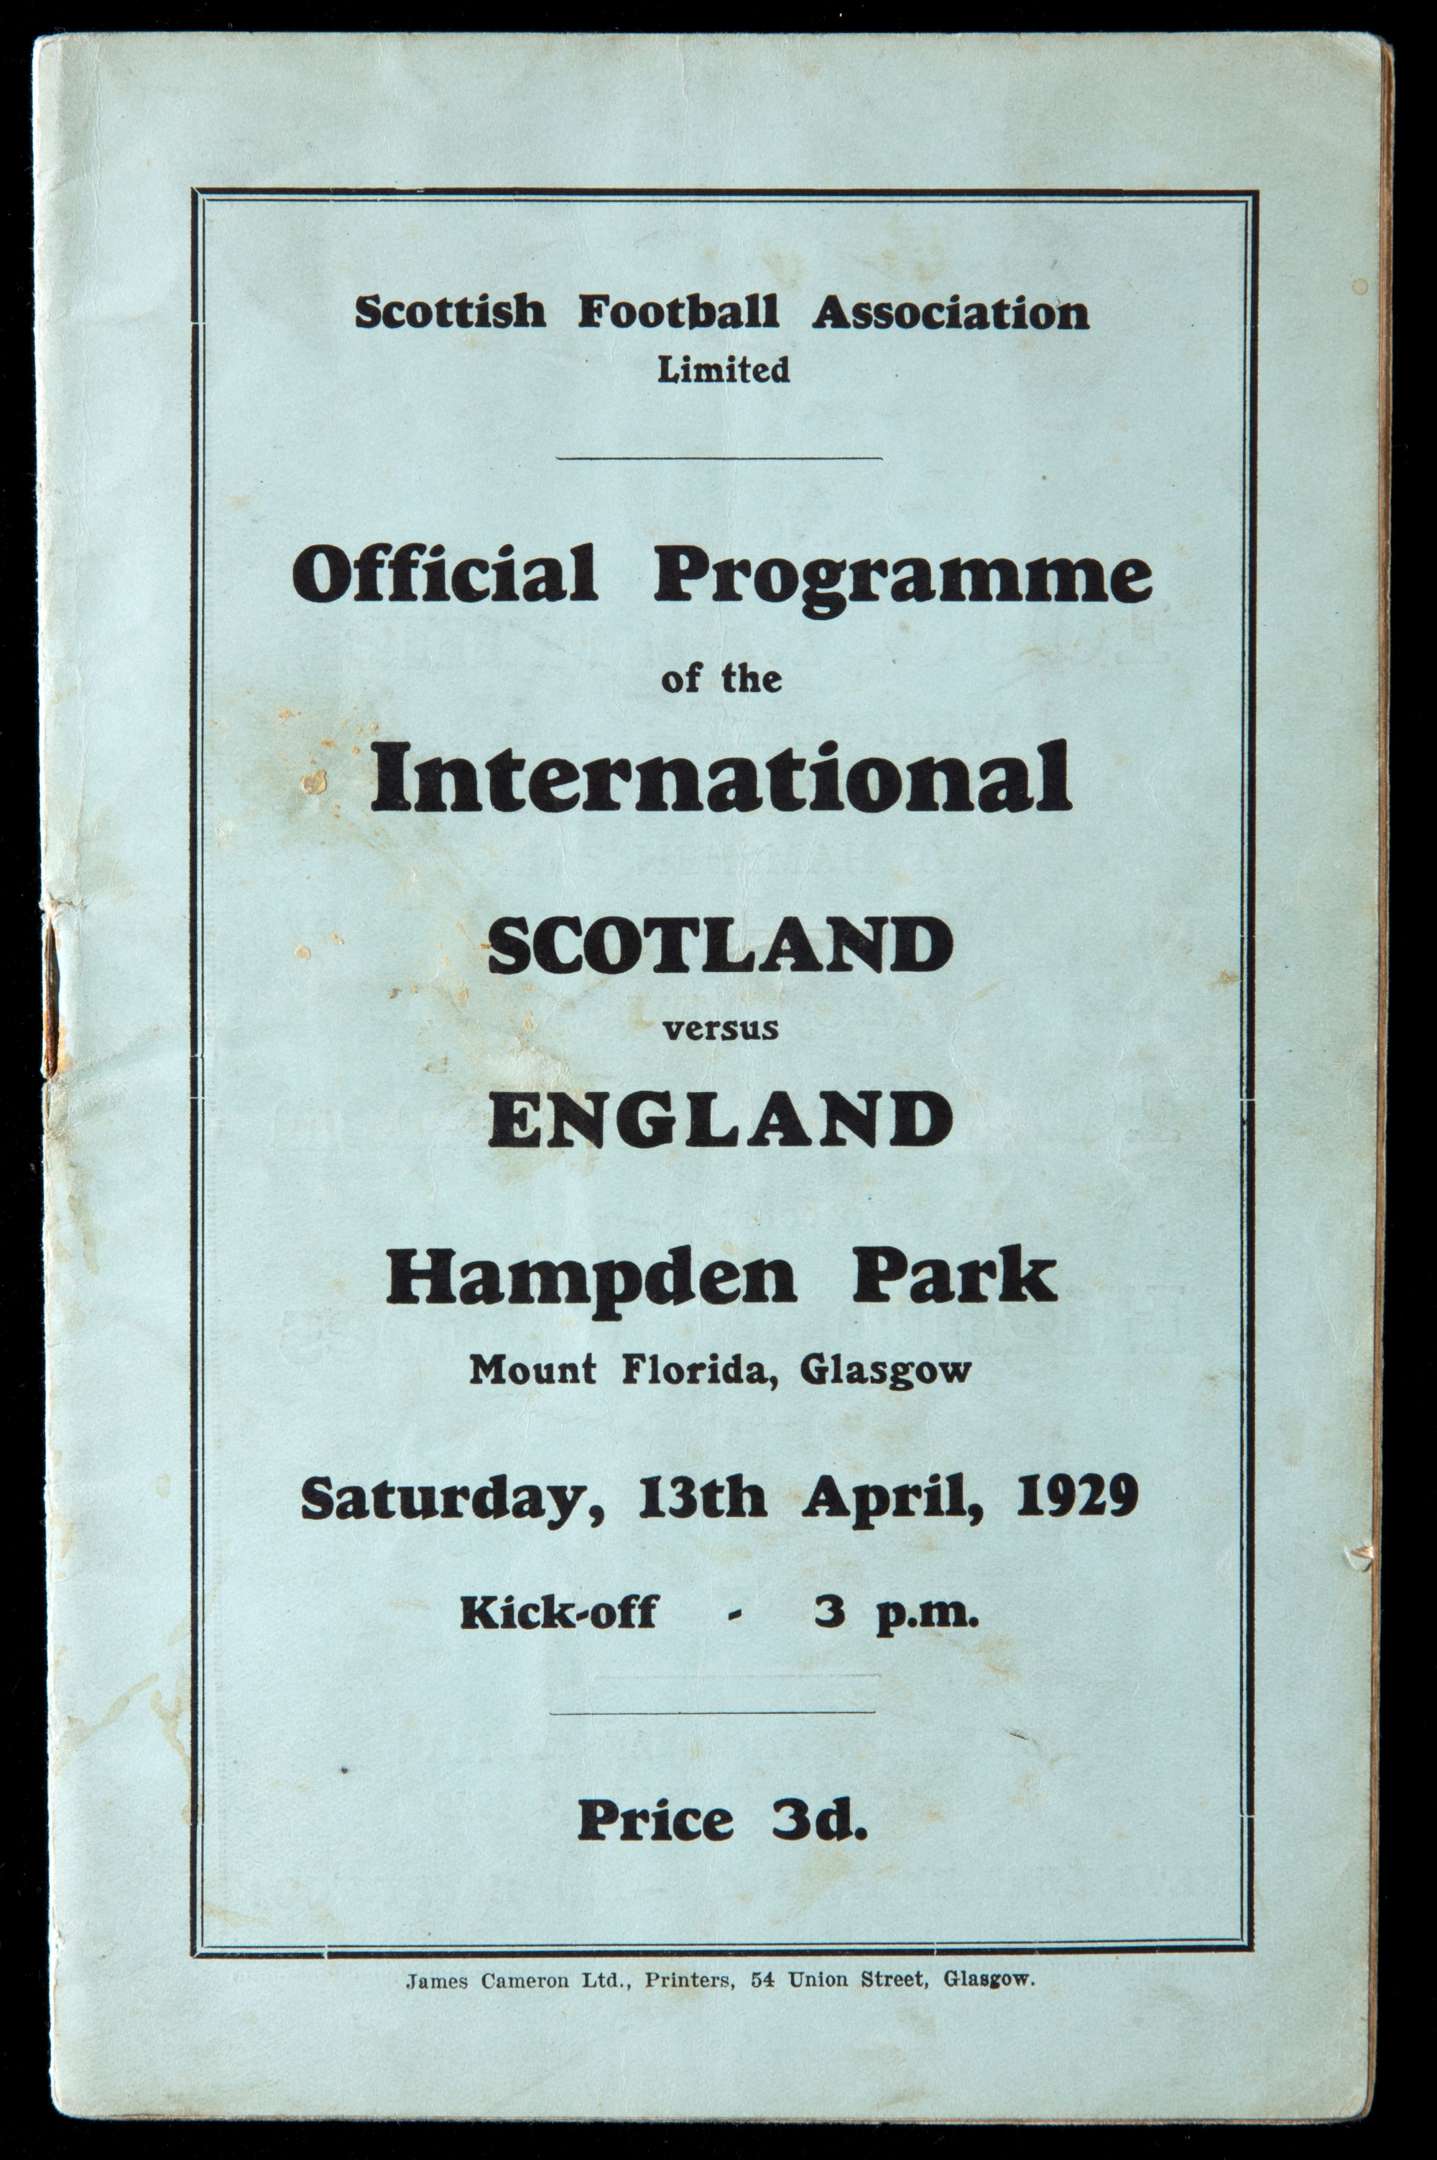 Scottish Football Association
Limited
Official Programme
of the
International
SCOTLAND
versus
ENGLAND
Hampden Park
Mount Florida, Glasgow
Saturday, 13th April, 1929
Kick-off - 3 p.m.
Price 3d.
James Cameron Ltd., Printers, 54 Union Street, Glasgow.